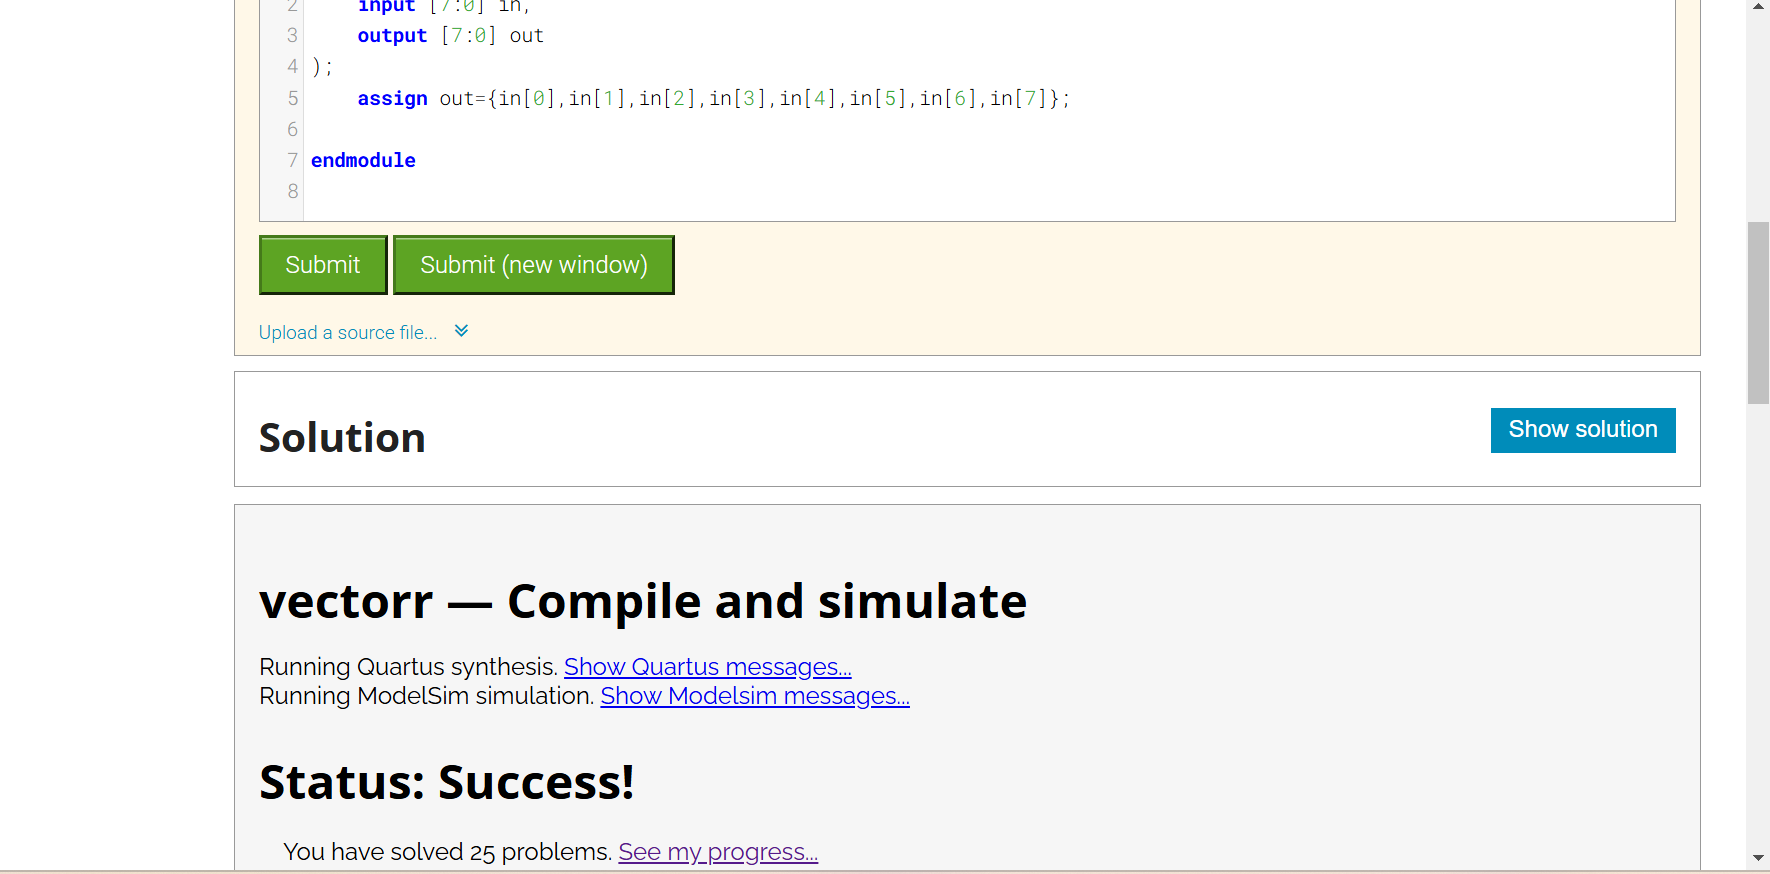 2 input [7:0] in,
3 output [7:0] out
4 );
5 assign out={in[0],in[1],in[2],in[3],in[4],in[5],in[6],in[7]};
6
7 endmodule
8
Submit Submit (new window)
Upload a source file...
Solution Show solution
vectorr — Compile and simulate
Running Quartus synthesis. Show Quartus messages...
Running ModelSim simulation. Show Modelsim messages...
Status: Success!
You have solved 25 problems. See my progress...